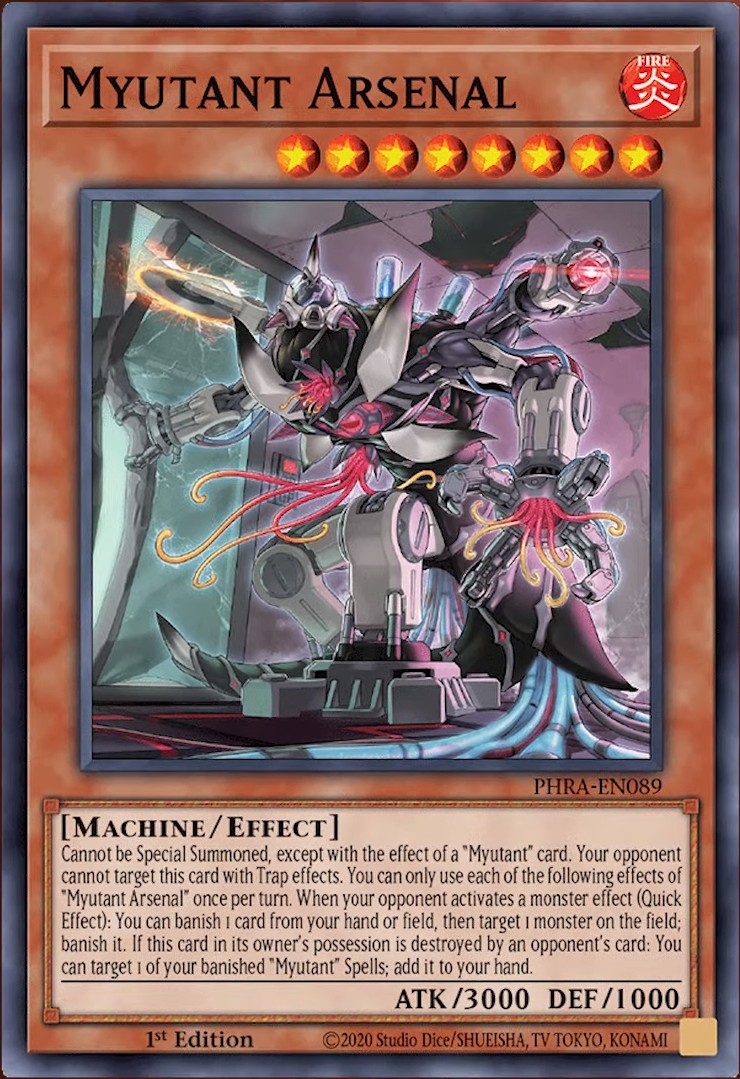 MYUTANT ARSENAL
FIRE
炎
PHRA-EN089
[MACHINE/EFFECT]
Cannot be Special Summoned, except with the effect of a "Myutant" card. Your opponent
cannot target this card with Trap effects. You can only use each of the following effects of
"Myutant Arsenal" once per turn. When your opponent activates a monster effect (Quick
Effect): You can banish 1 card from your hand or field, then target 1 monster on the field;
banish it. If this card in its owner's possession is destroyed by an opponent's card: You
can target 1 of your banished "Myutant" Spells; add it to your hand.
ATK/3000 DEF/1000
1st Edition ©2020 Studio Dice/SHUEISHA, TV TOKYO, KONAMI